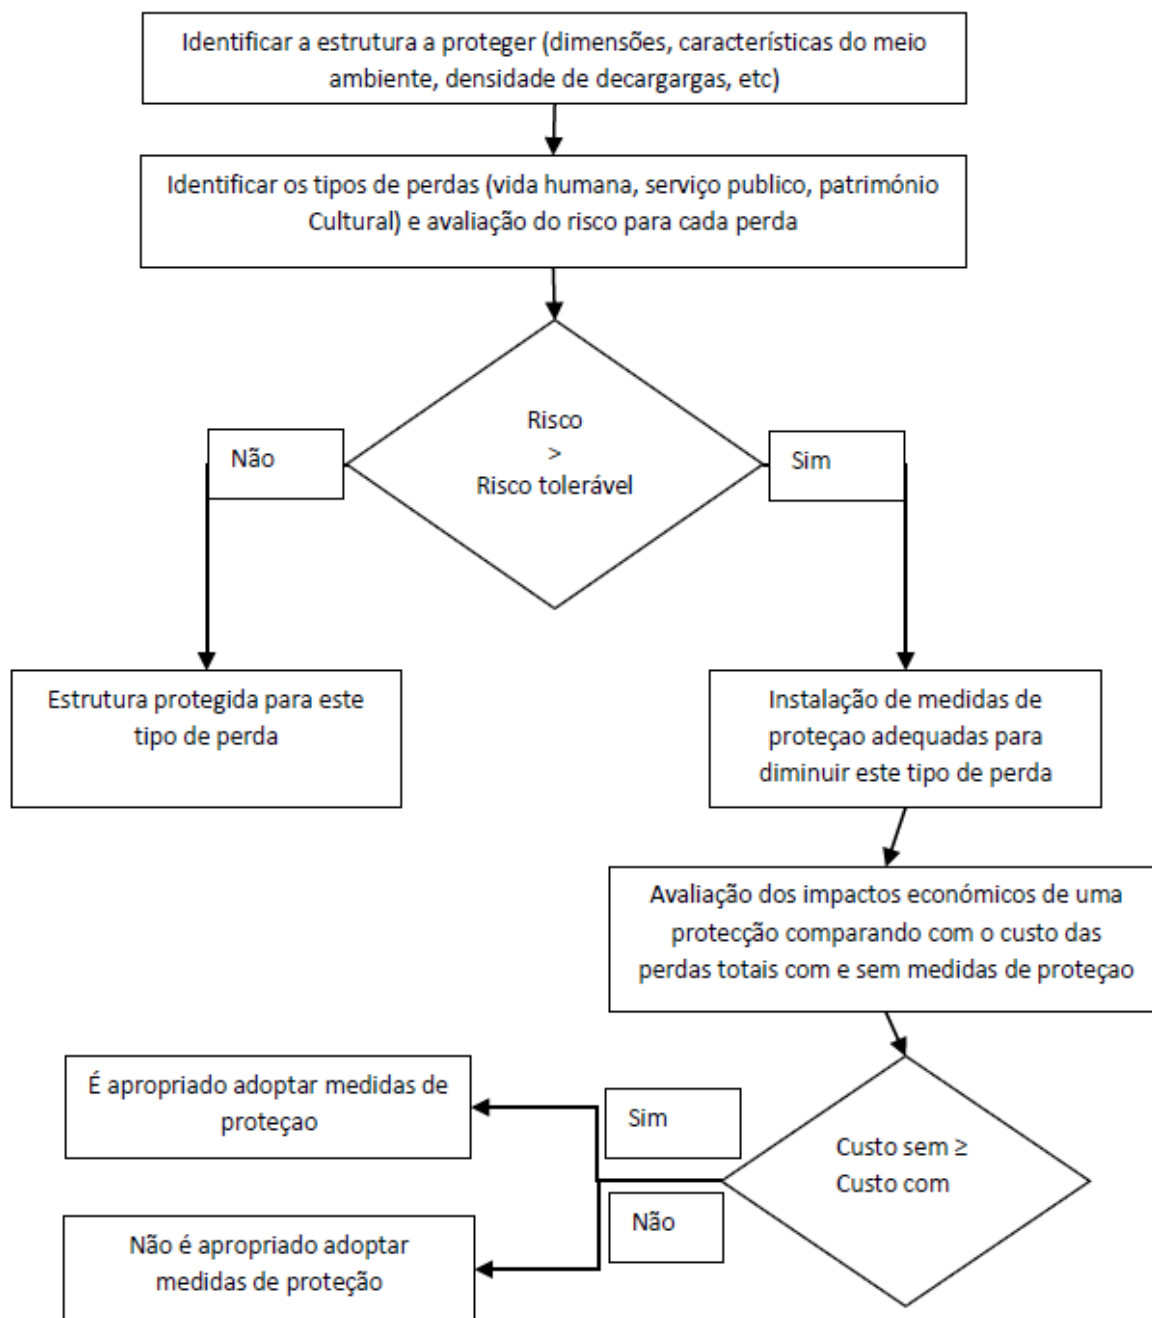 Identificar a estrutura a proteger (dimensões, características do meio
ambiente, densidade de decargargas, etc)
Identificar os tipos de perdas (vida humana, serviço publico, património
Cultural) e avaliação do risco para cada perda
Risco
>
Risco tolerável
Não
Sim
Estrutura protegida para este
tipo de perda
Instalação de medidas de
proteçao adequadas para
diminuir este tipo de perda
Avaliação dos impactos económicos de uma
protecção comparando com o custo das
perdas totais com e sem medidas de proteçao
Custo sem ≥
Custo com
Sim
É apropriado adoptar medidas de
proteçao
Não
Não é apropriado adoptar
medidas de proteção